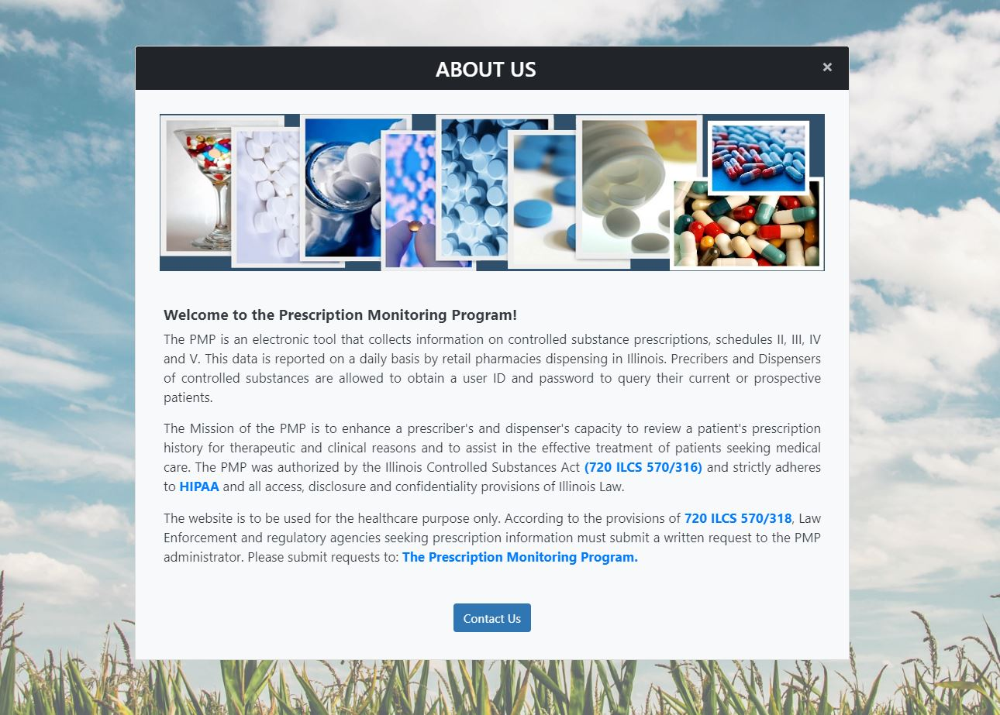 ABOUT US ×
Welcome to the Prescription Monitoring Program!
The PMP is an electronic tool that collects information on controlled substance prescriptions, schedules II, III, IV
and V. This data is reported on a daily basis by retail pharmacies dispensing in Illinois. Precribers and Dispensers
of controlled substances are allowed to obtain a user ID and password to query their current or prospective
patients.
The Mission of the PMP is to enhance a prescriber's and dispenser's capacity to review a patient's prescription
history for therapeutic and clinical reasons and to assist in the effective treatment of patients seeking medical
care. The PMP was authorized by the Illinois Controlled Substances Act (720 ILCS 570/316) and strictly adheres
to HIPAA and all access, disclosure and confidentiality provisions of Illinois Law.
The website is to be used for the healthcare purpose only. According to the provisions of 720 ILCS 570/318, Law
Enforcement and regulatory agencies seeking prescription information must submit a written request to the PMP
administrator. Please submit requests to: The Prescription Monitoring Program.
Contact Us